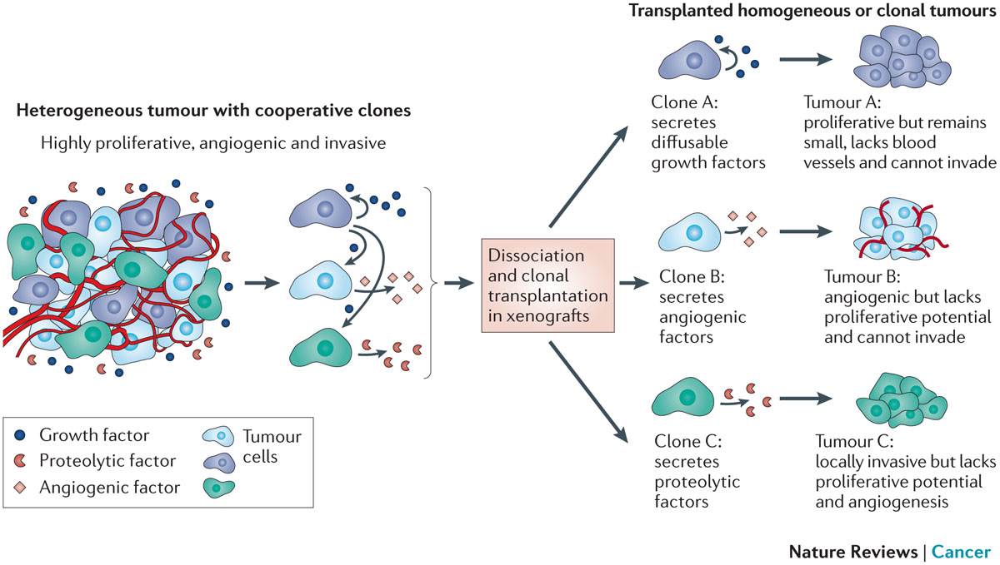 Transplanted homogeneous or clonal tumours
Heterogeneous tumour with cooperative clones
Highly proliferative, angiogenic and invasive
Clone A:
secretes
diffusable
growth factors
Tumour A:
proliferative but remains
small, lacks blood
vessels and cannot invade
Dissociation
and clonal
transplantation
in xenografts
Clone B:
secretes
angiogenic
factors
Tumour B:
angiogenic but lacks
proliferative potential
and cannot invade
Clone C:
secretes
proteolytic
factors
Tumour C:
locally invasive but lacks
proliferative potential
and angiogenesis
Growth factor
Proteolytic factor
Angiogenic factor
Tumour
cells
Nature Reviews | Cancer